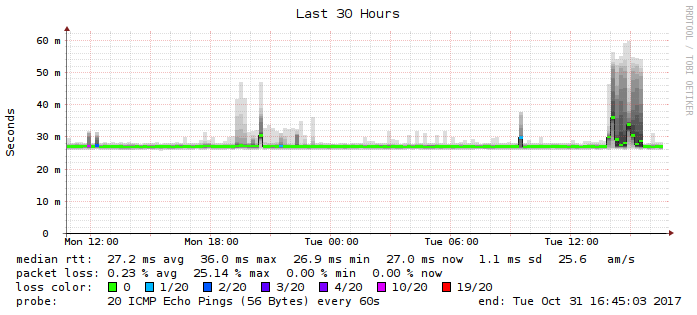 Last 30 Hours
RRDTOOL / TOBI OETIKER
Seconds
60 m
50 m
40 m
30 m
20 m
10 m
0
Mon 12:00 Mon 18:00 Tue 00:00 Tue 06:00 Tue 12:00
median rtt: 27.2 ms avg 36.0 ms max 26.9 ms min 27.0 ms now 1.1 ms sd 25.6 am/s
packet loss: 0.23 % avg 25.14 % max 0.00 % min 0.00 % now
loss color: 0 1/20 2/20 3/20 4/20 10/20 19/20
probe: 20 ICMP Echo Pings (56 Bytes) every 60s end: Tue Oct 31 16:45:03 2017